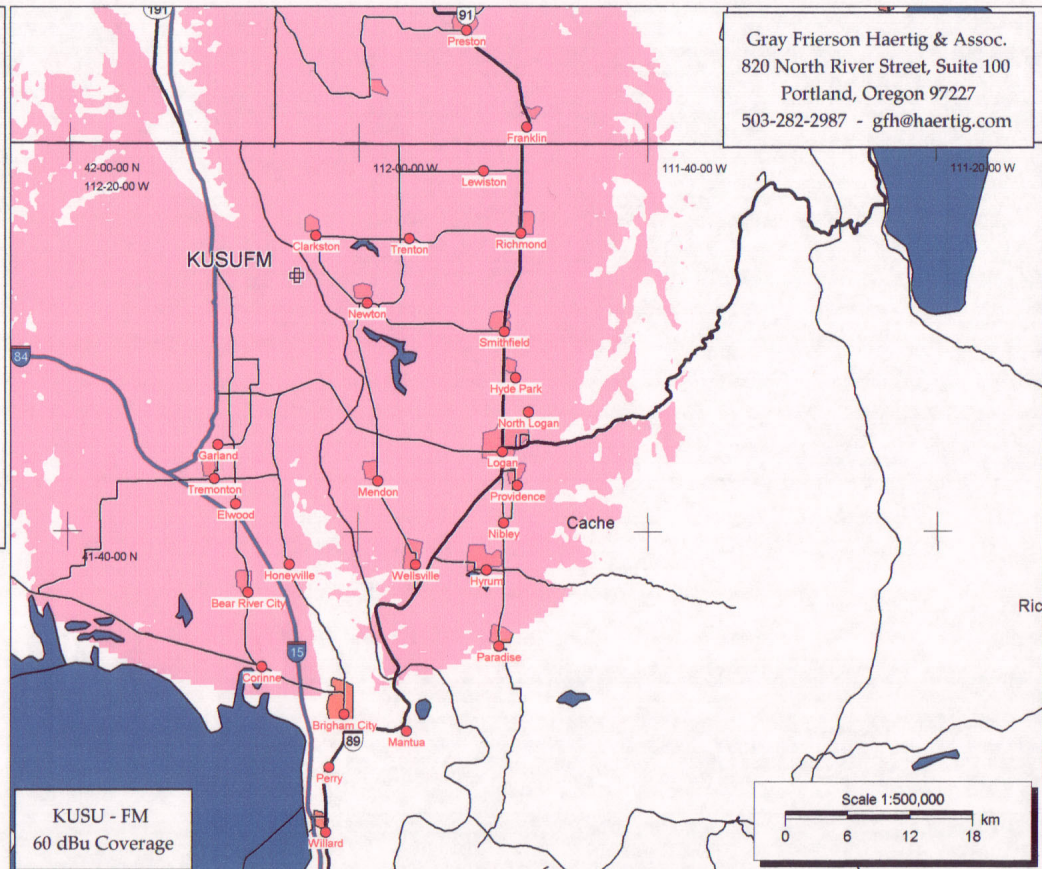 191
91
Preston
Gray Frierson Haertig & Assoc.
820 North River Street, Suite 100
Portland, Oregon 97227
503-282-2987 - gfh@haertig.com
Franklin
42-00-00 N
112-20-00 W
112-00-00 W
111-40-00 W
111-20-00 W
Lewiston
Clarkston
Trenton
Richmond
KUSUFM
Newton
Smithfield
84
Hyde Park
North Logan
Garland
Logan
Tremonton
Mendon
Providence
Elwood
Nibley
Cache
41-40-00 N
Honeyville
Wellsville
Hyrum
Bear River City
Ric
15
Paradise
Corinne
Brigham City
89
Mantua
Perry
KUSU - FM
60 dBu Coverage
Willard
Scale 1:500,000
km
0 6 12 18